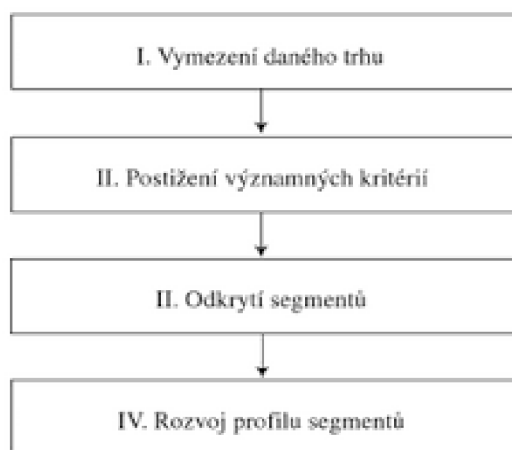 I. Vymezení daného trhu
II. Postižení významných kritérií
II. Odkrytí segmentů
IV. Rozvoj profilu segmentů